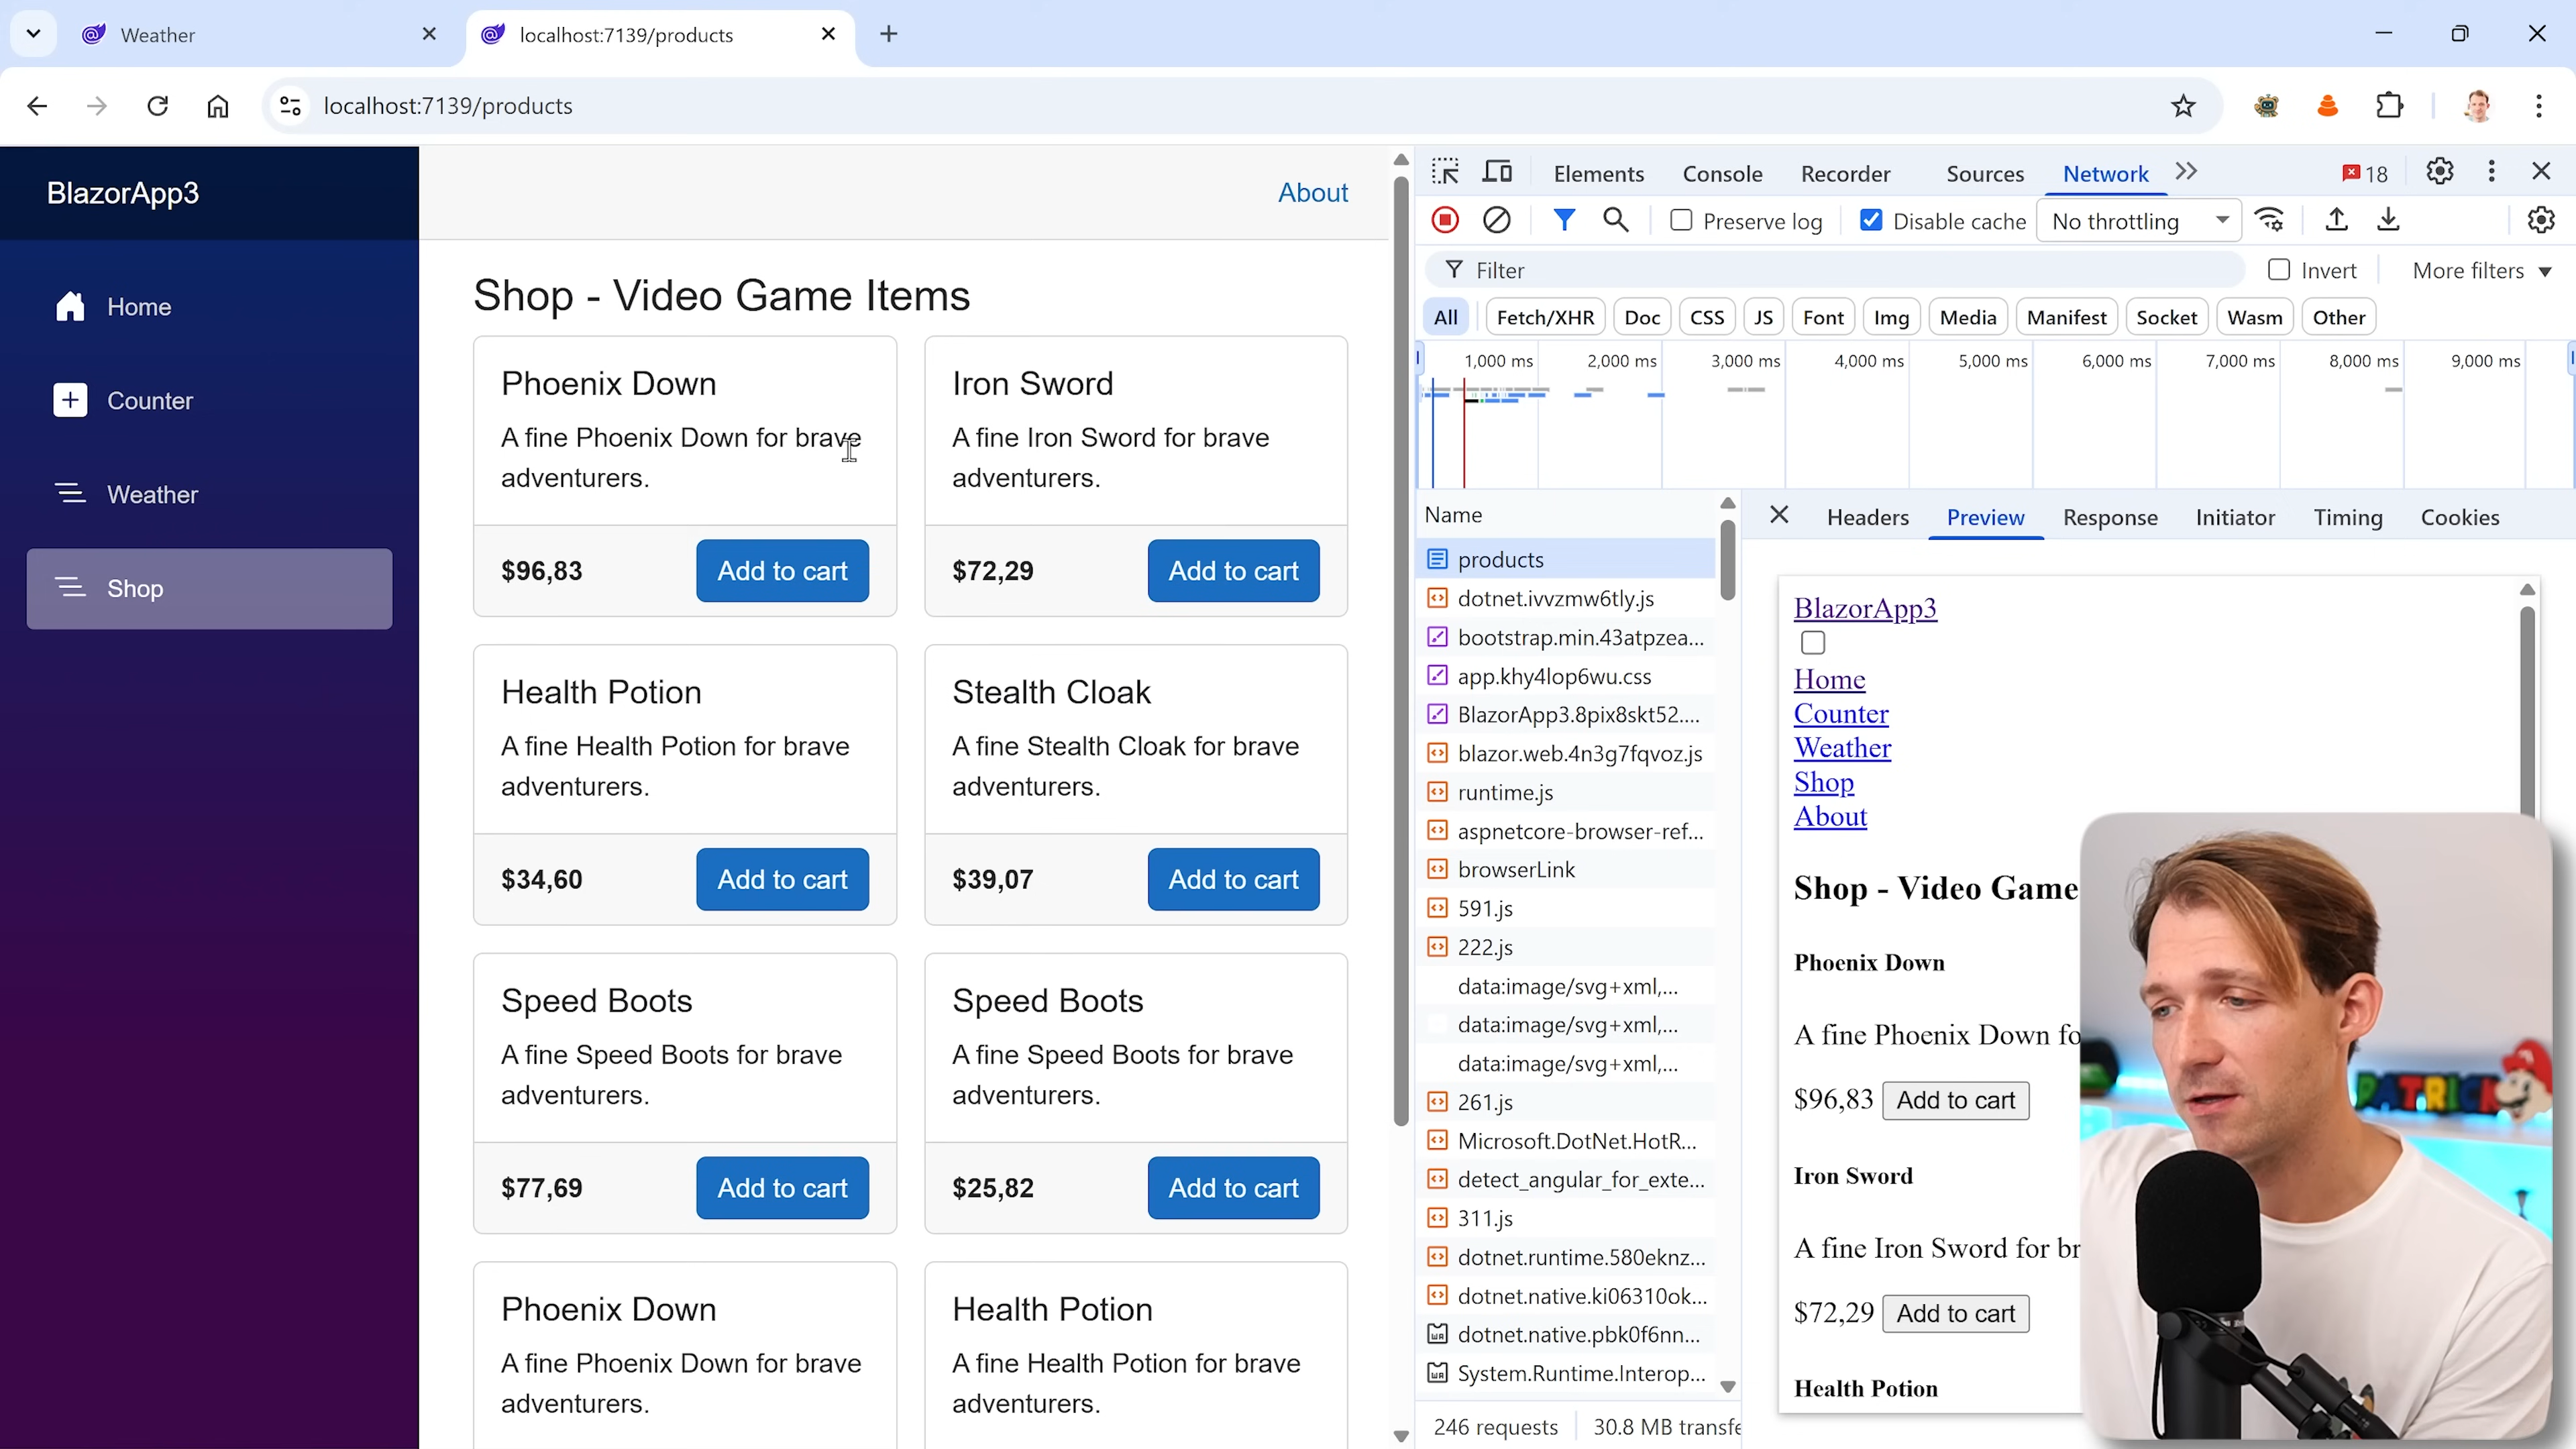 Weather
localhost:7139/products
localhost:7139/products
BlazorApp3
Home
Counter
Weather
Shop
About
Shop - Video Game Items
Phoenix Down
A fine Phoenix Down for brave
adventurers.
$96,83
Add to cart
Iron Sword
A fine Iron Sword for brave
adventurers.
$72,29
Add to cart
Health Potion
A fine Health Potion for brave
adventurers.
$34,60
Add to cart
Stealth Cloak
A fine Stealth Cloak for brave
adventurers.
$39,07
Add to cart
Speed Boots
A fine Speed Boots for brave
adventurers.
$77,69
Add to cart
Speed Boots
A fine Speed Boots for brave
adventurers.
$25,82
Add to cart
Phoenix Down
A fine Phoenix Down for brave
adventurers.
Health Potion
A fine Health Potion for brave
adventurers.
Elements Console Recorder Sources Network 18
Preserve log Disable cache No throttling
Filter Invert More filters
All Fetch/XHR Doc CSS JS Font Img Media Manifest Socket Wasm Other
1,000 ms 2,000 ms 3,000 ms 4,000 ms 5,000 ms 6,000 ms 7,000 ms 8,000 ms 9,000 ms
Name
products
dotnet.ivvzmw6tly.js
bootstrap.min.43atpzea...
app.khy4lop6wu.css
BlazorApp3.8pix8skt52....
blazor.web.4n3g7fqvoz.js
runtime.js
aspnetcore-browser-ref...
browserLink
591.js
222.js
data:image/svg+xml,...
data:image/svg+xml,...
data:image/svg+xml,...
261.js
Microsoft.DotNet.HotR...
detect_angular_for_exte...
311.js
dotnet.runtime.580eknz...
dotnet.native.ki06310ok...
dotnet.native.pbk0f6nn...
System.Runtime.Interop...
246 requests 30.8 MB transfe
Headers Preview Response Initiator Timing Cookies
BlazorApp3
Home
Counter
Weather
Shop
About
Shop - Video Game
Phoenix Down
A fine Phoenix Down fo
$96,83 Add to cart
Iron Sword
A fine Iron Sword for br
$72,29 Add to cart
Health Potion
PATRICK